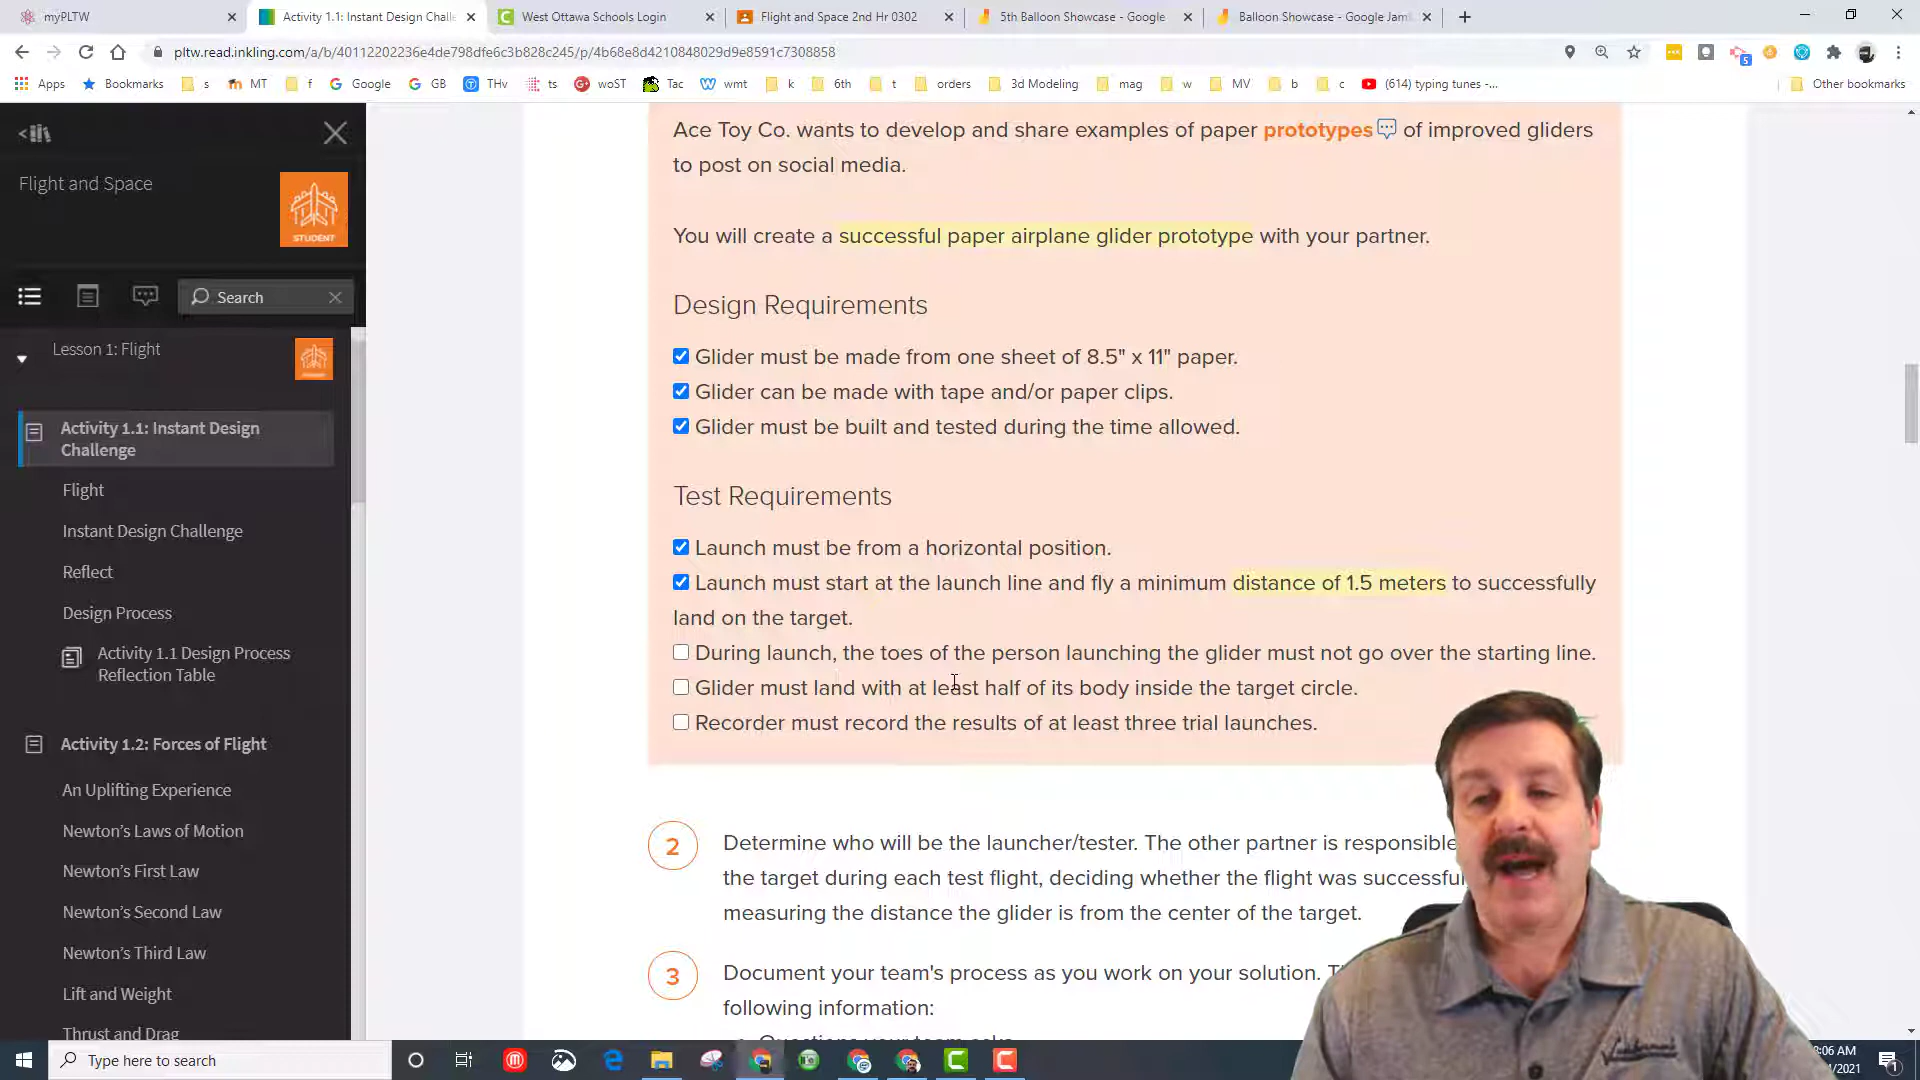 myPLTW
Activity 1.1: Instant Design Chall
West Ottawa Schools Login
Flight and Space 2nd Hr 0302
5th Balloon Showcase - Google
Balloon Showcase - Google Jam
pltw.read.inkling.com/a/b/40112202236e4de798dfe6c3b828c245/p/4b68e8d4210848029d9e8591c7308858
5
Apps
Bookmarks
s
MT
f
Google
GB
THv
ts
woST
Tac
wmt
k
6th
t
orders
3d Modeling
mag
w
MV
b
c
(614) typing tunes -...
Other bookmarks
Flight and Space
STUDENT
Search
Lesson 1: Flight
Activity 1.1: Instant Design
Challenge
Flight
Instant Design Challenge
Reflect
Design Process
Activity 1.1 Design Process
Reflection Table
Activity 1.2: Forces of Flight
An Uplifting Experience
Newton's Laws of Motion
Newton's First Law
Newton's Second Law
Newton's Third Law
Lift and Weight
Thrust and Drag
Ace Toy Co. wants to develop and share examples of paper prototypes of improved gliders
to post on social media.
You will create a successful paper airplane glider prototype with your partner.
Design Requirements
Glider must be made from one sheet of 8.5" x 11" paper.
Glider can be made with tape and/or paper clips.
Glider must be built and tested during the time allowed.
Test Requirements
Launch must be from a horizontal position.
Launch must start at the launch line and fly a minimum distance of 1.5 meters to successfully
land on the target.
During launch, the toes of the person launching the glider must not go over the starting line.
Glider must land with at least half of its body inside the target circle.
Recorder must record the results of at least three trial launches.
2
Determine who will be the launcher/tester. The other partner is responsible
the target during each test flight, deciding whether the flight was successful
measuring the distance the glider is from the center of the target.
3
Document your team's process as you work on your solution.
following information:
Questions your team asks
Type here to search
:06 AM
/2021
1